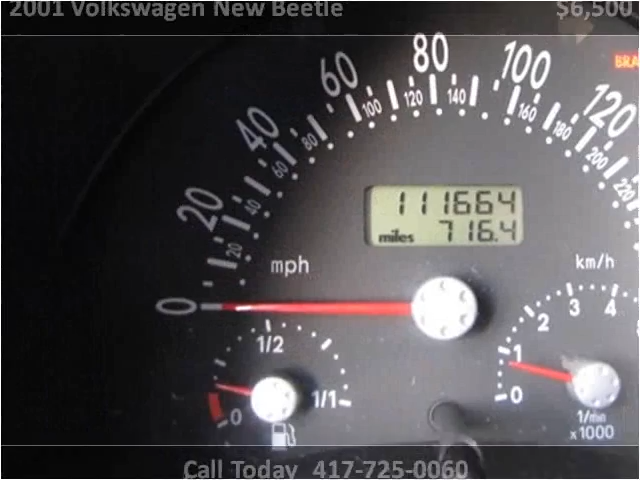 2001 Volkswagen New Beetle $6,500
0 20 40 60 80 100 120
20 40 60 80 100 120 140 160 180 200 220
111664
miles 716.4
mph km/h
0 1/2 1/1
0 1 2 3 4
1/min
x1000
Call Today 417-725-0060